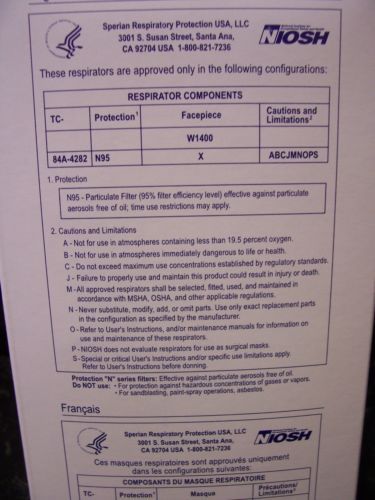 Sperian Respiratory Protection USA, LLC
3001 S. Susan Street, Santa Ana,
CA 92704 USA 1-800-821-7236
NIOSH
These respirators are approved only in the following configurations:
RESPIRATOR COMPONENTS
TC- Protection¹ Facepiece Cautions and Limitations²
W1400
84A-4282 N95 X ABCJMNOPS
1. Protection
N95 - Particulate Filter (95% filter efficiency level) effective against particulate
aerosols free of oil; time use restrictions may apply.
2. Cautions and Limitations
A - Not for use in atmospheres containing less than 19.5 percent oxygen.
B - Not for use in atmospheres immediately dangerous to life or health.
C - Do not exceed maximum use concentrations established by regulatory standards.
J - Failure to properly use and maintain this product could result in injury or death.
M - All approved respirators shall be selected, fitted, used, and maintained in
accordance with MSHA, OSHA, and other applicable regulations.
N - Never substitute, modify, add, or omit parts. Use only exact replacement parts
in the configuration as specified by the manufacturer.
O - Refer to User's Instructions, and/or maintenance manuals for information on
use and maintenance of these respirators.
P - NIOSH does not evaluate respirators for use as surgical masks.
S - Special or critical User's Instructions and/or specific use limitations apply.
Refer to User's Instructions before donning.
Protection "N" series filters: Effective against particulate aerosols free of oil.
Do NOT use: • For protection against hazardous concentrations of gases or vapors.
• For sandblasting, paint-spray operations, asbestos.
Français
Sperian Respiratory Protection USA, LLC
3001 S. Susan Street, Santa Ana,
CA 92704 USA 1-800-821-7236
NIOSH
Ces masques respiratoires sont approuvés uniquement
dans les configurations suivantes:
COMPOSANTS DU MASQUE RESPIRATOIRE
TC- Protection¹ Masque Précautions/ Limitations²